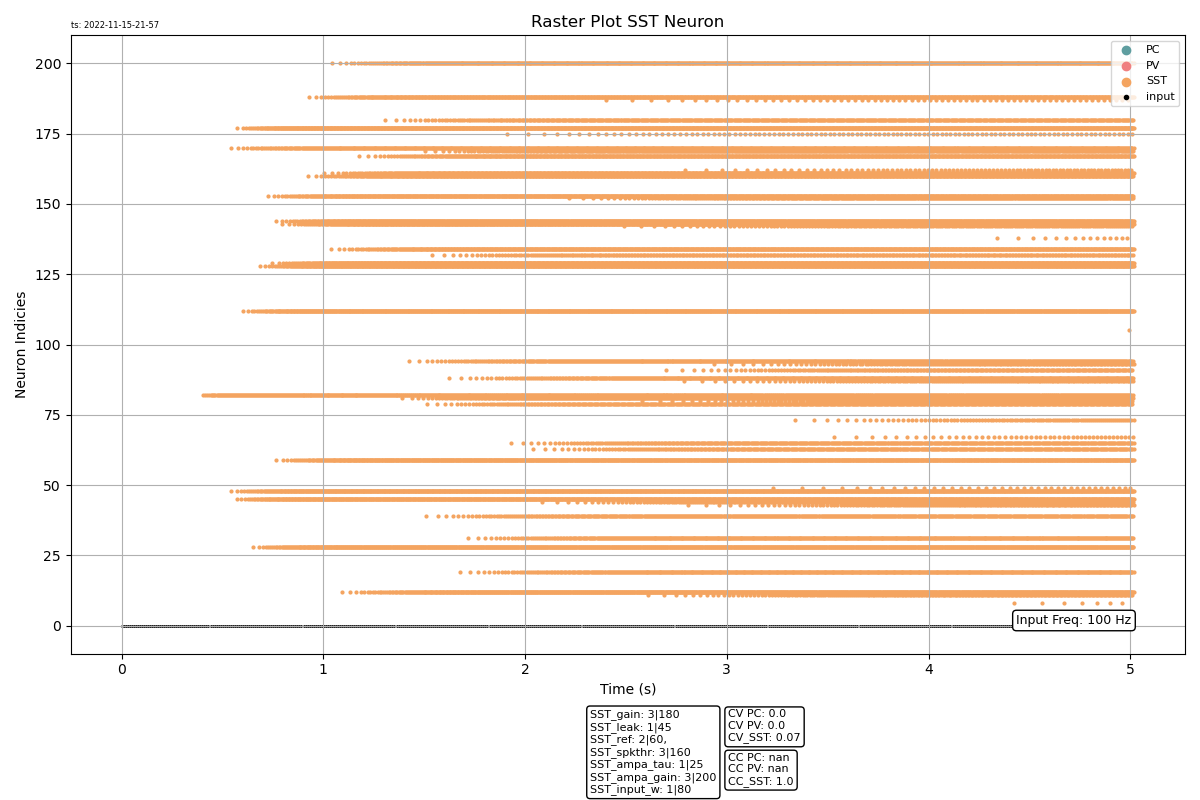 ts: 2022-11-15-21-57
Raster Plot SST Neuron
PC
PV
SST
input
200
175
150
125
100
75
50
25
0
Neuron Indicies
Input Freq: 100 Hz
0 1 2 3 4 5
Time (s)
SST_gain: 3|180
SST_leak: 1|45
SST_ref: 2|60,
SST_spkthr: 3|160
SST_ampa_tau: 1|25
SST_ampa_gain: 3|200
SST_input_w: 1|80
CV PC: 0.0
CV PV: 0.0
CV_SST: 0.07
CC PC: nan
CC PV: nan
CC_SST: 1.0